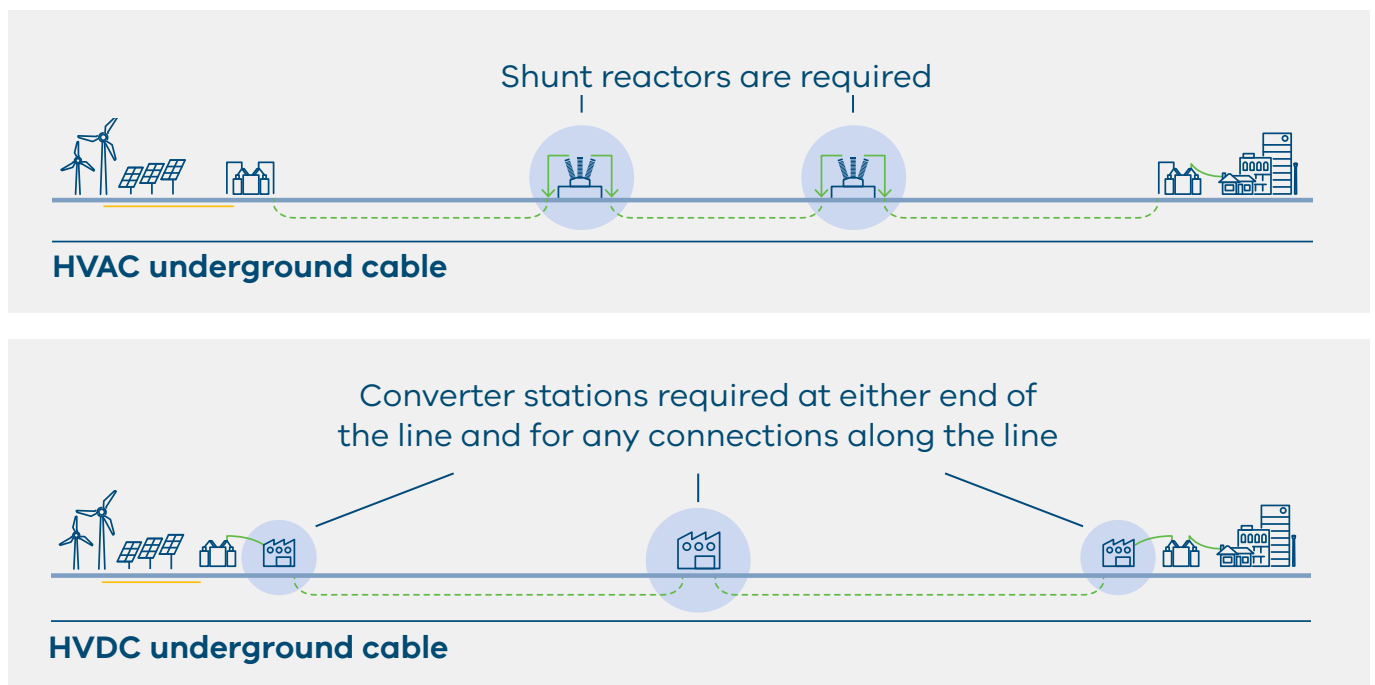 Shunt reactors are required
HVAC underground cable
Converter stations required at either end of
the line and for any connections along the line
HVDC underground cable